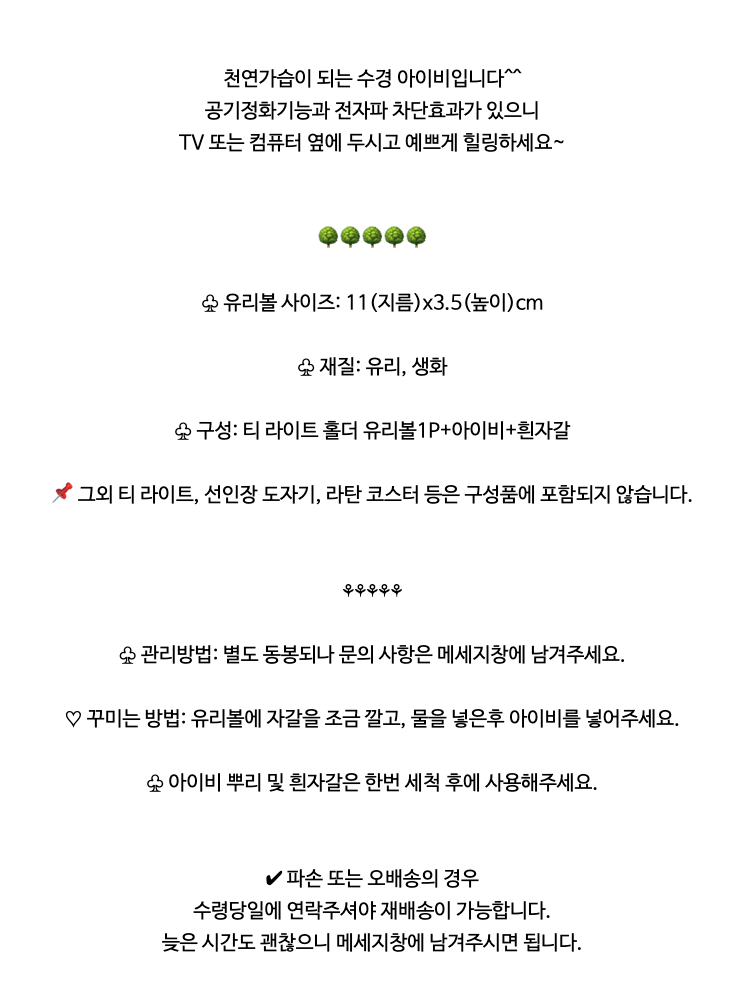 천연가습이 되는 수경 아이비입니다^^
공기정화기능과 전자파 차단효과가 있으니
TV 또는 컴퓨터 옆에 두시고 예쁘게 힐링하세요~
🌳🌳🌳🌳🌳
♧ 유리볼 사이즈: 11(지름)x3.5(높이)cm
♧ 재질: 유리, 생화
♧ 구성: 티 라이트 홀더 유리볼1P+아이비+흰자갈
📌 그외 티 라이트, 선인장 도자기, 라탄 코스터 등은 구성품에 포함되지 않습니다.
⚘⚘⚘⚘⚘
♧ 관리방법: 별도 동봉되나 문의 사항은 메세지창에 남겨주세요.
♡ 꾸미는 방법: 유리볼에 자갈을 조금 깔고, 물을 넣은후 아이비를 넣어주세요.
♧ 아이비 뿌리 및 흰자갈은 한번 세척 후에 사용해주세요.
✔ 파손 또는 오배송의 경우
수령당일에 연락주셔야 재배송이 가능합니다.
늦은 시간도 괜찮으니 메세지창에 남겨주시면 됩니다.